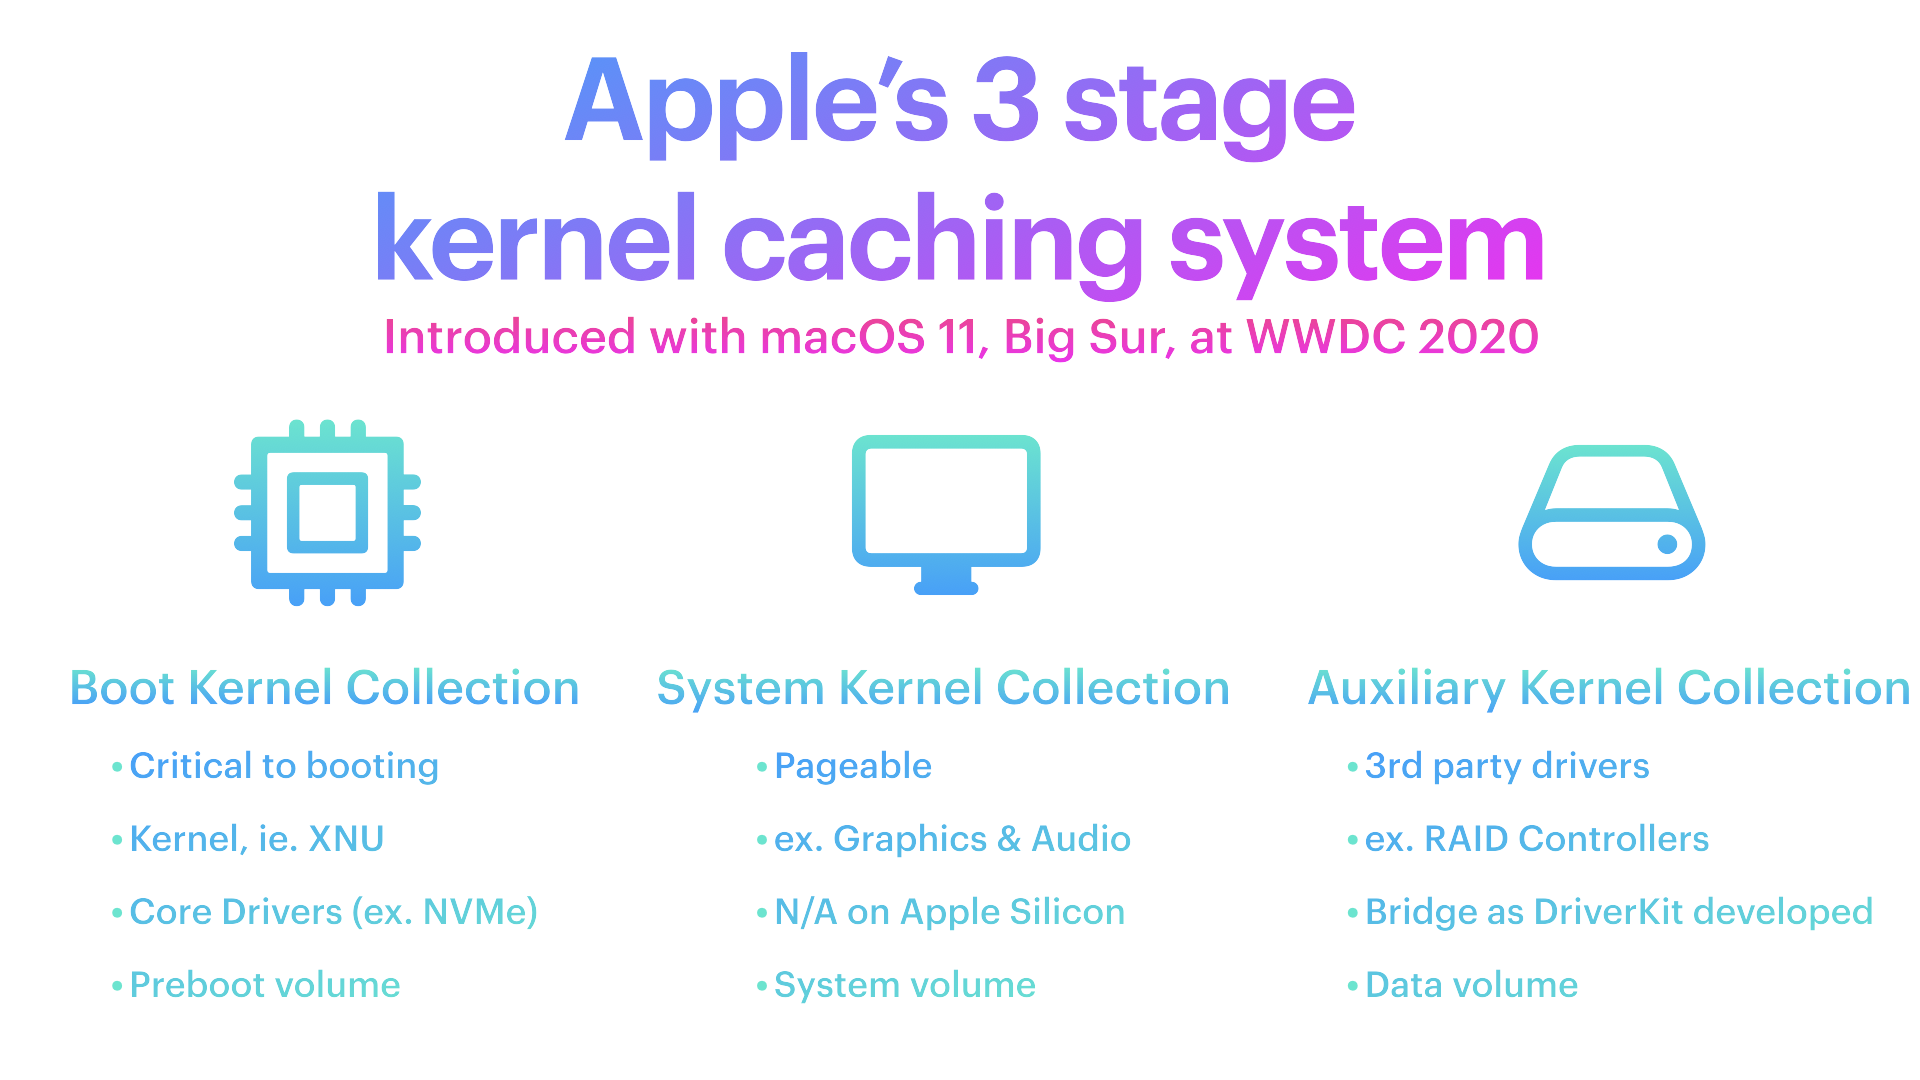 Apple’s 3 stage
kernel caching system
Introduced with macOS 11, Big Sur, at WWDC 2020
Boot Kernel Collection
• Critical to booting
• Kernel, ie. XNU
• Core Drivers (ex. NVMe)
• Preboot volume
System Kernel Collection
• Pageable
• ex. Graphics & Audio
• N/A on Apple Silicon
• System volume
Auxiliary Kernel Collection
• 3rd party drivers
• ex. RAID Controllers
• Bridge as DriverKit developed
• Data volume